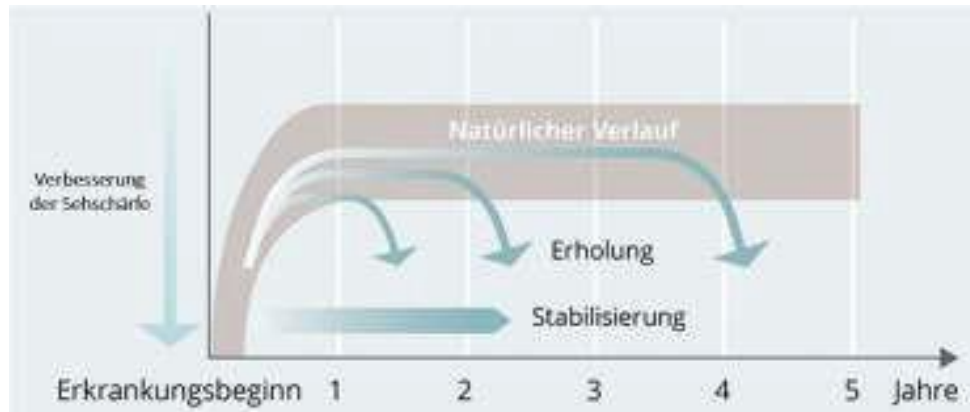 Natürlicher Verlauf
Verbesserung
der Sehschärfe
Erholung
Stabilisierung
Erkrankungsbeginn 1 2 3 4 5 Jahre